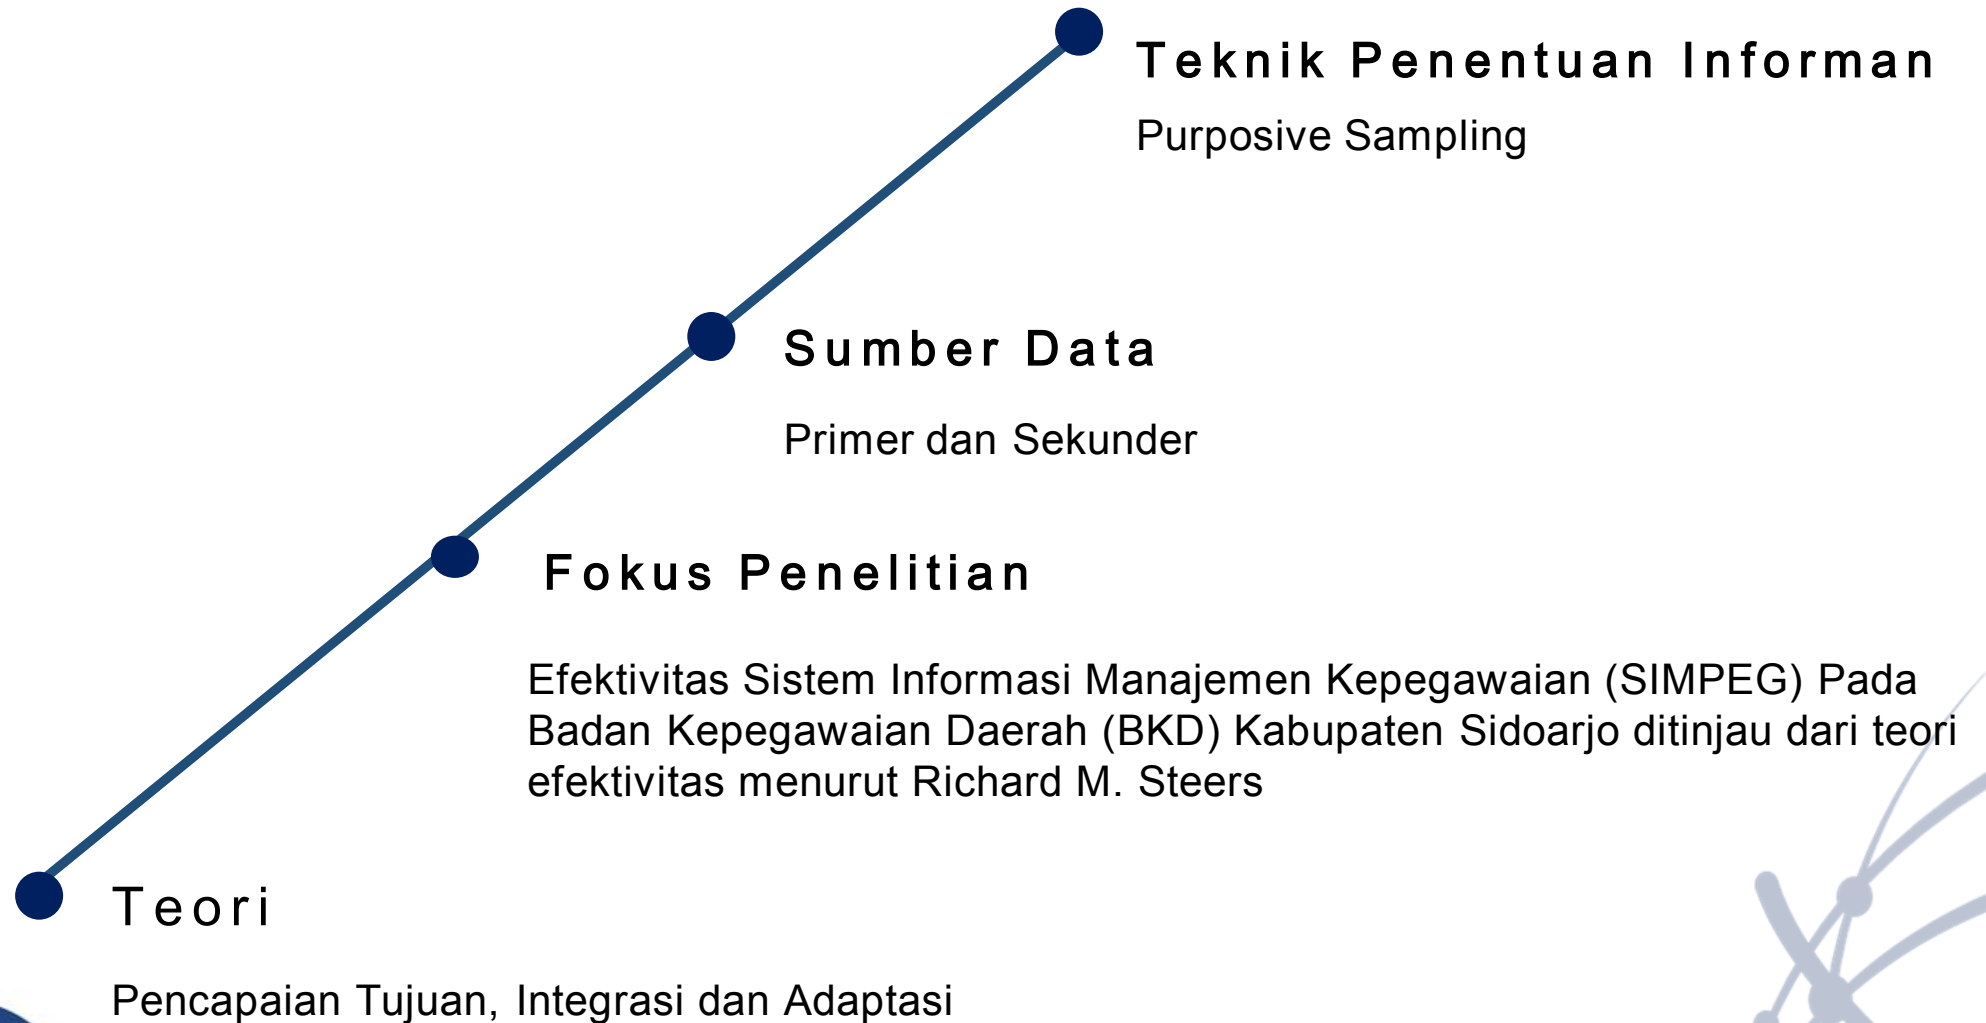 Teknik Penentuan Informan
Purposive Sampling
Sumber Data
Primer dan Sekunder
Fokus Penelitian
Efektivitas Sistem Informasi Manajemen Kepegawaian (SIMPEG) Pada
Badan Kepegawaian Daerah (BKD) Kabupaten Sidoarjo ditinjau dari teori
efektivitas menurut Richard M. Steers
Teori
Pencapaian Tujuan, Integrasi dan Adaptasi